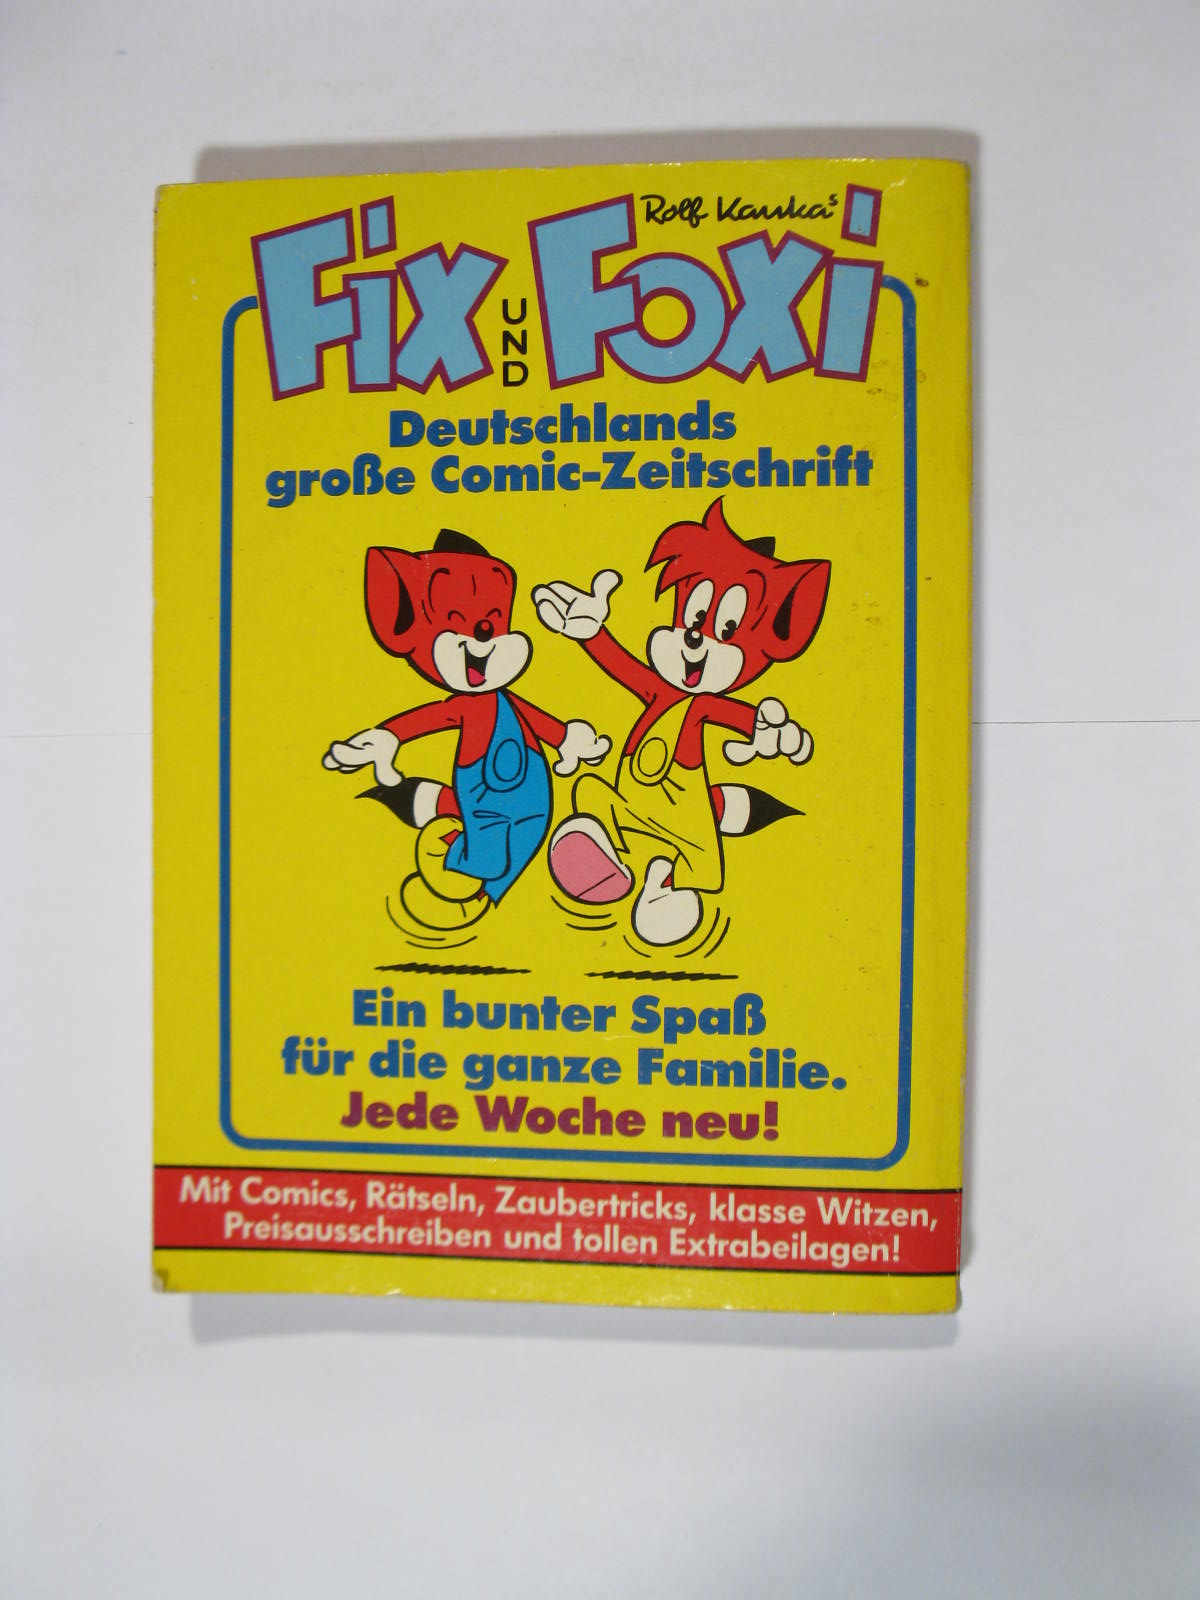 Rolf Kaukas
Fix UND Foxi
Deutschlands
große Comic-Zeitschrift
Ein bunter Spaß
für die ganze Familie.
Jede Woche neu!
Mit Comics, Rätseln, Zaubertricks, klasse Witzen,
Preisausschreiben und tollen Extrabeilagen!